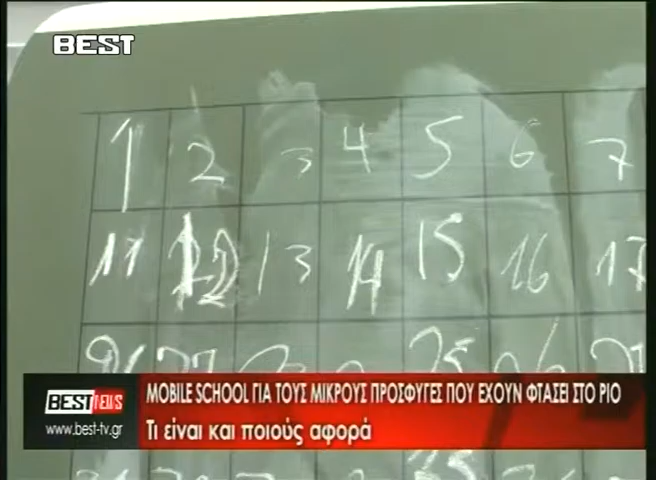 BEST
1 2 3 4 5 6 7
11 12 13 14 15 16 17
BEST NEWS
MOBILE SCHOOL ΓΙΑ ΤΟΥΣ ΜΙΚΡΟΥΣ ΠΡΟΣΦΥΓΕΣ ΠΟΥ ΕΧΟΥΝ ΦΤΑΣΕΙ ΣΤΟ ΡΙΟ
www.best-tv.gr
Τι είναι και ποιούς αφορά